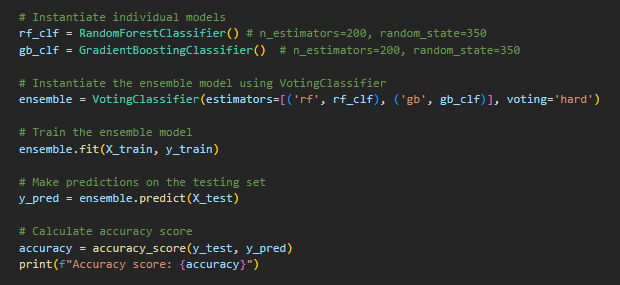 # Instantiate individual models
rf_clf = RandomForestClassifier() # n_estimators=200, random_state=350
gb_clf = GradientBoostingClassifier()  # n_estimators=200, random_state=350
# Instantiate the ensemble model using VotingClassifier
ensemble = VotingClassifier(estimators=[('rf', rf_clf), ('gb', gb_clf)], voting='hard')
# Train the ensemble model
ensemble.fit(X_train, y_train)
# Make predictions on the testing set
y_pred = ensemble.predict(X_test)
# Calculate accuracy score
accuracy = accuracy_score(y_test, y_pred)
print(f"Accuracy score: {accuracy}")